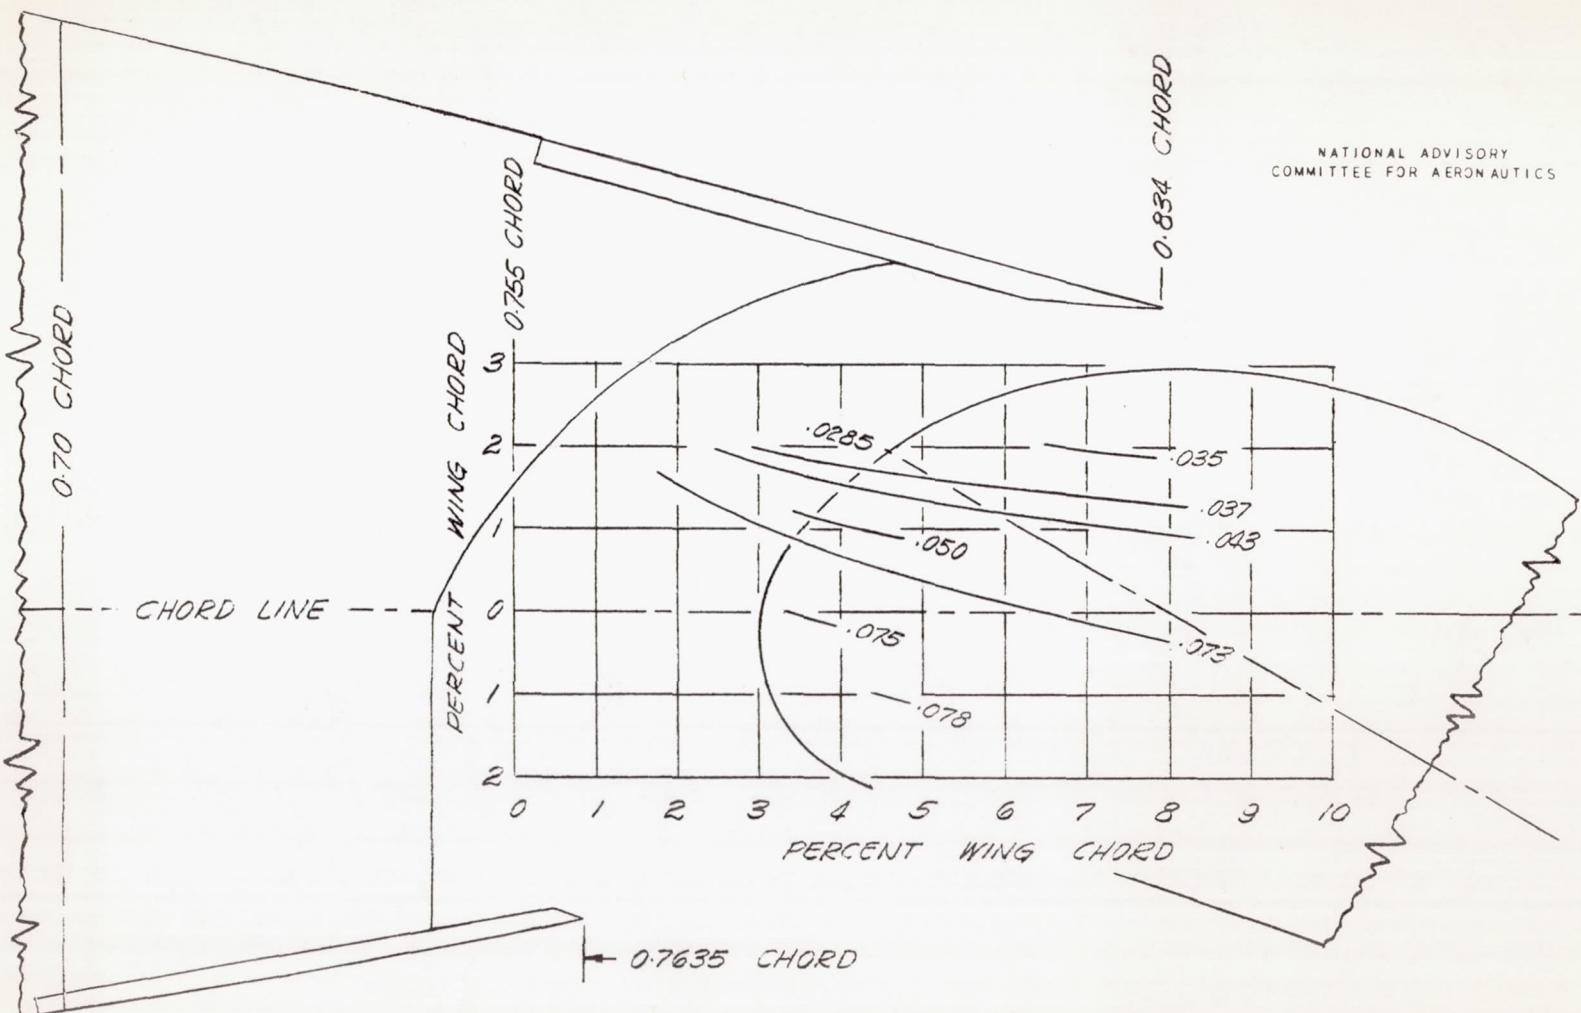 NATIONAL ADVISORY
COMMITTEE FOR AERONAUTICS
0.70 CHORD
0.755 CHORD
0.834 CHORD
PERCENT WING CHORD
3
2
1
0
1
2
.0285
.035
.037
.043
.050
.073
.075
.078
CHORD LINE
0 1 2 3 4 5 6 7 8 9 10
PERCENT WING CHORD
0.7635 CHORD